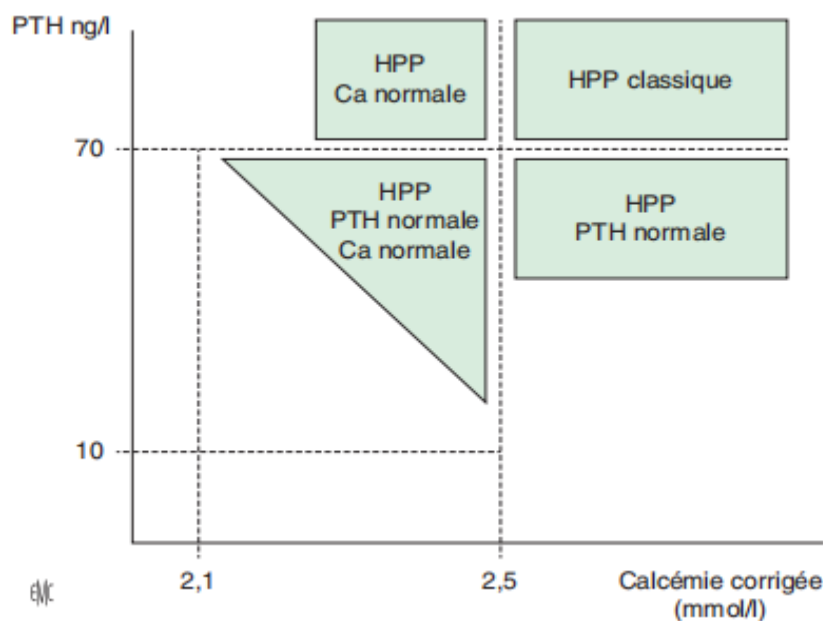 PTH ng/l
HPP
Ca normale
HPP classique
70
HPP
PTH normale
Ca normale
HPP
PTH normale
10
2,1
2,5
Calcémie corrigée
(mmol/l)
EMC